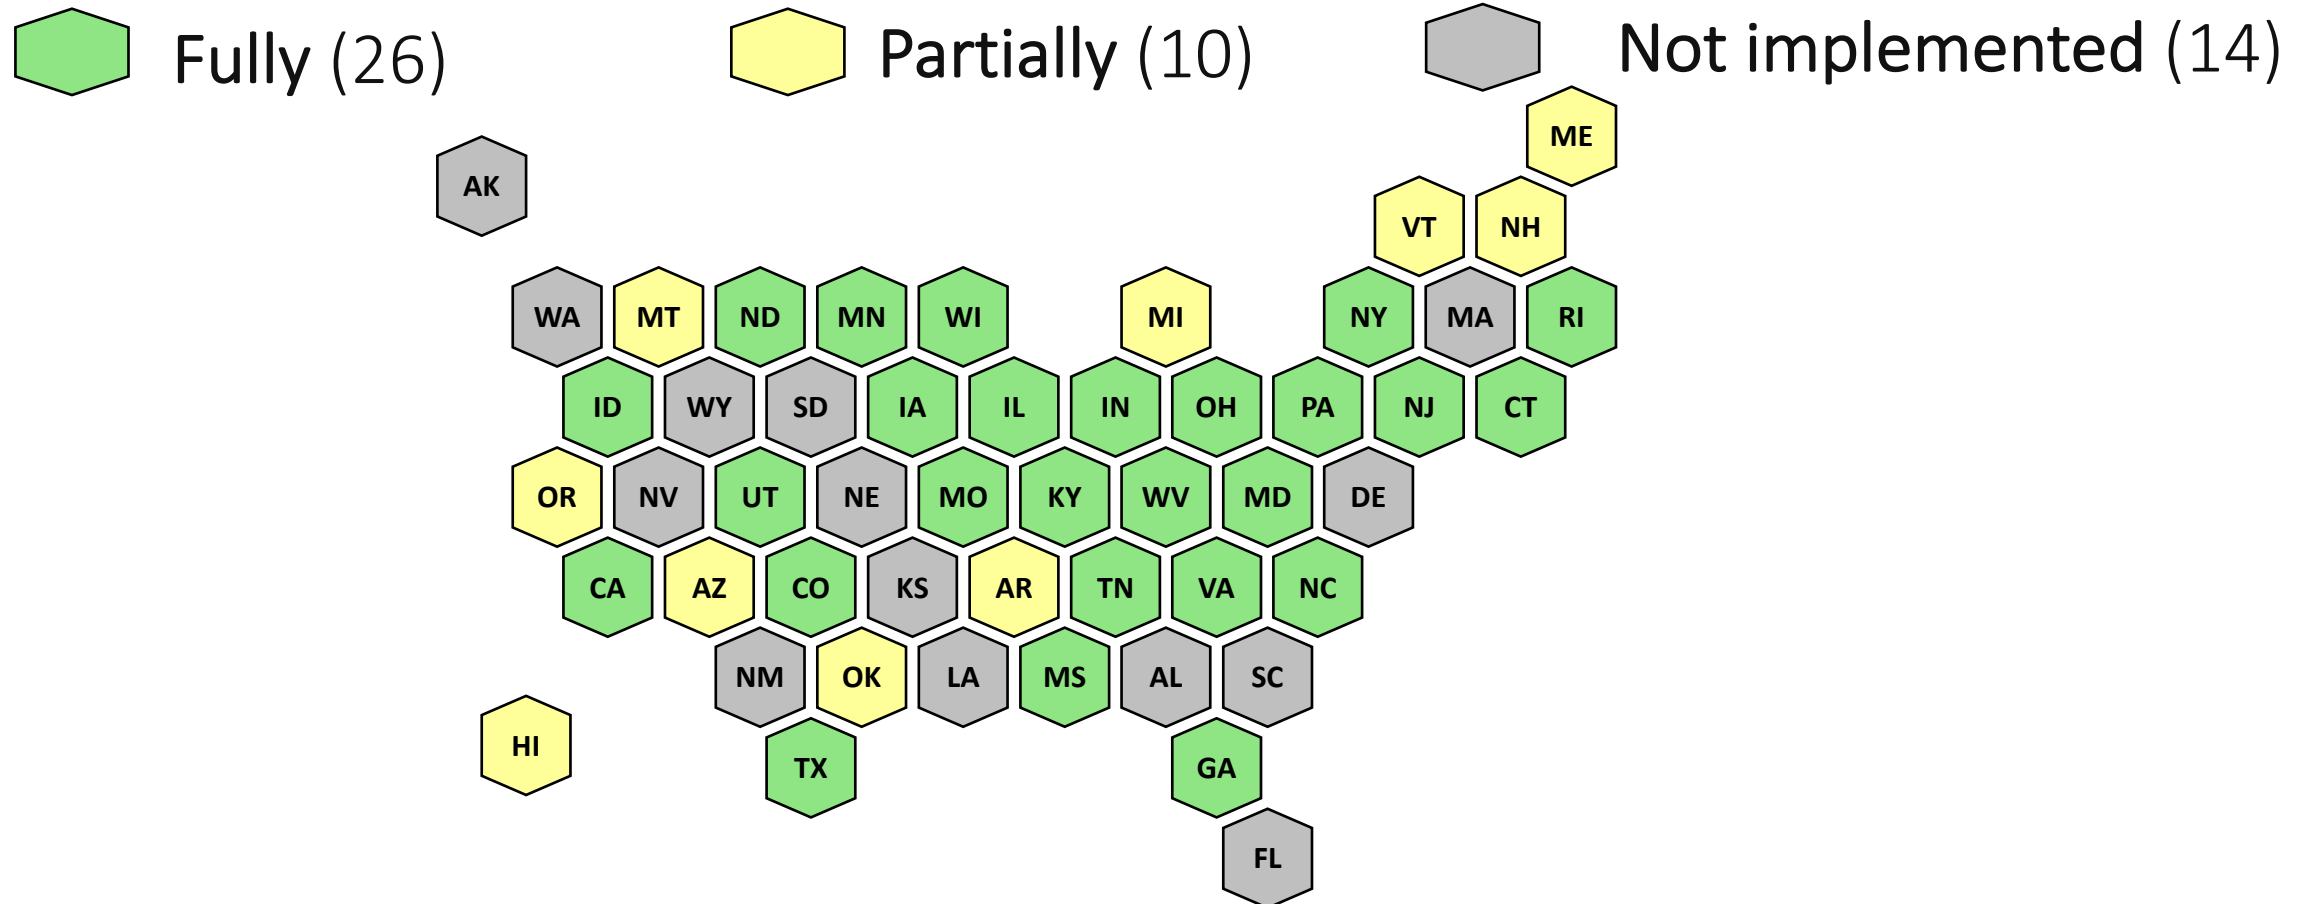 Fully (26) Partially (10) Not implemented (14)
ME
AK
VT NH
WA MT ND MN WI MI NY MA RI
ID WY SD IA IL IN OH PA NJ CT
OR NV UT NE MO KY WV MD DE
CA AZ CO KS AR TN VA NC
NM OK LA MS AL SC
HI
TX GA
FL